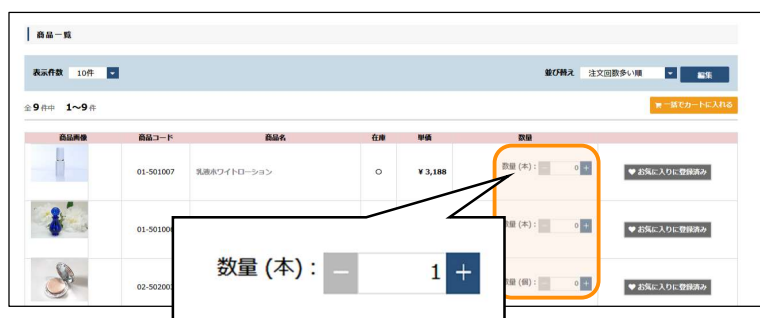 商品一覧
表示件数 10件
並び替え 注文回数多い順 編集
全9件中 1～9件
一括でカートに入れる
商品画像 商品コード 商品名 在庫 単価 数量
01-501007 乳液水ワイトローション ○ ¥ 3,188 数量 (本) : - 0 + お気に入りに登録済み
数量 (本) : - 0 + お気に入りに登録済み
数量 (本) : - 1 +
数量 (個) : - 0 + お気に入りに登録済み